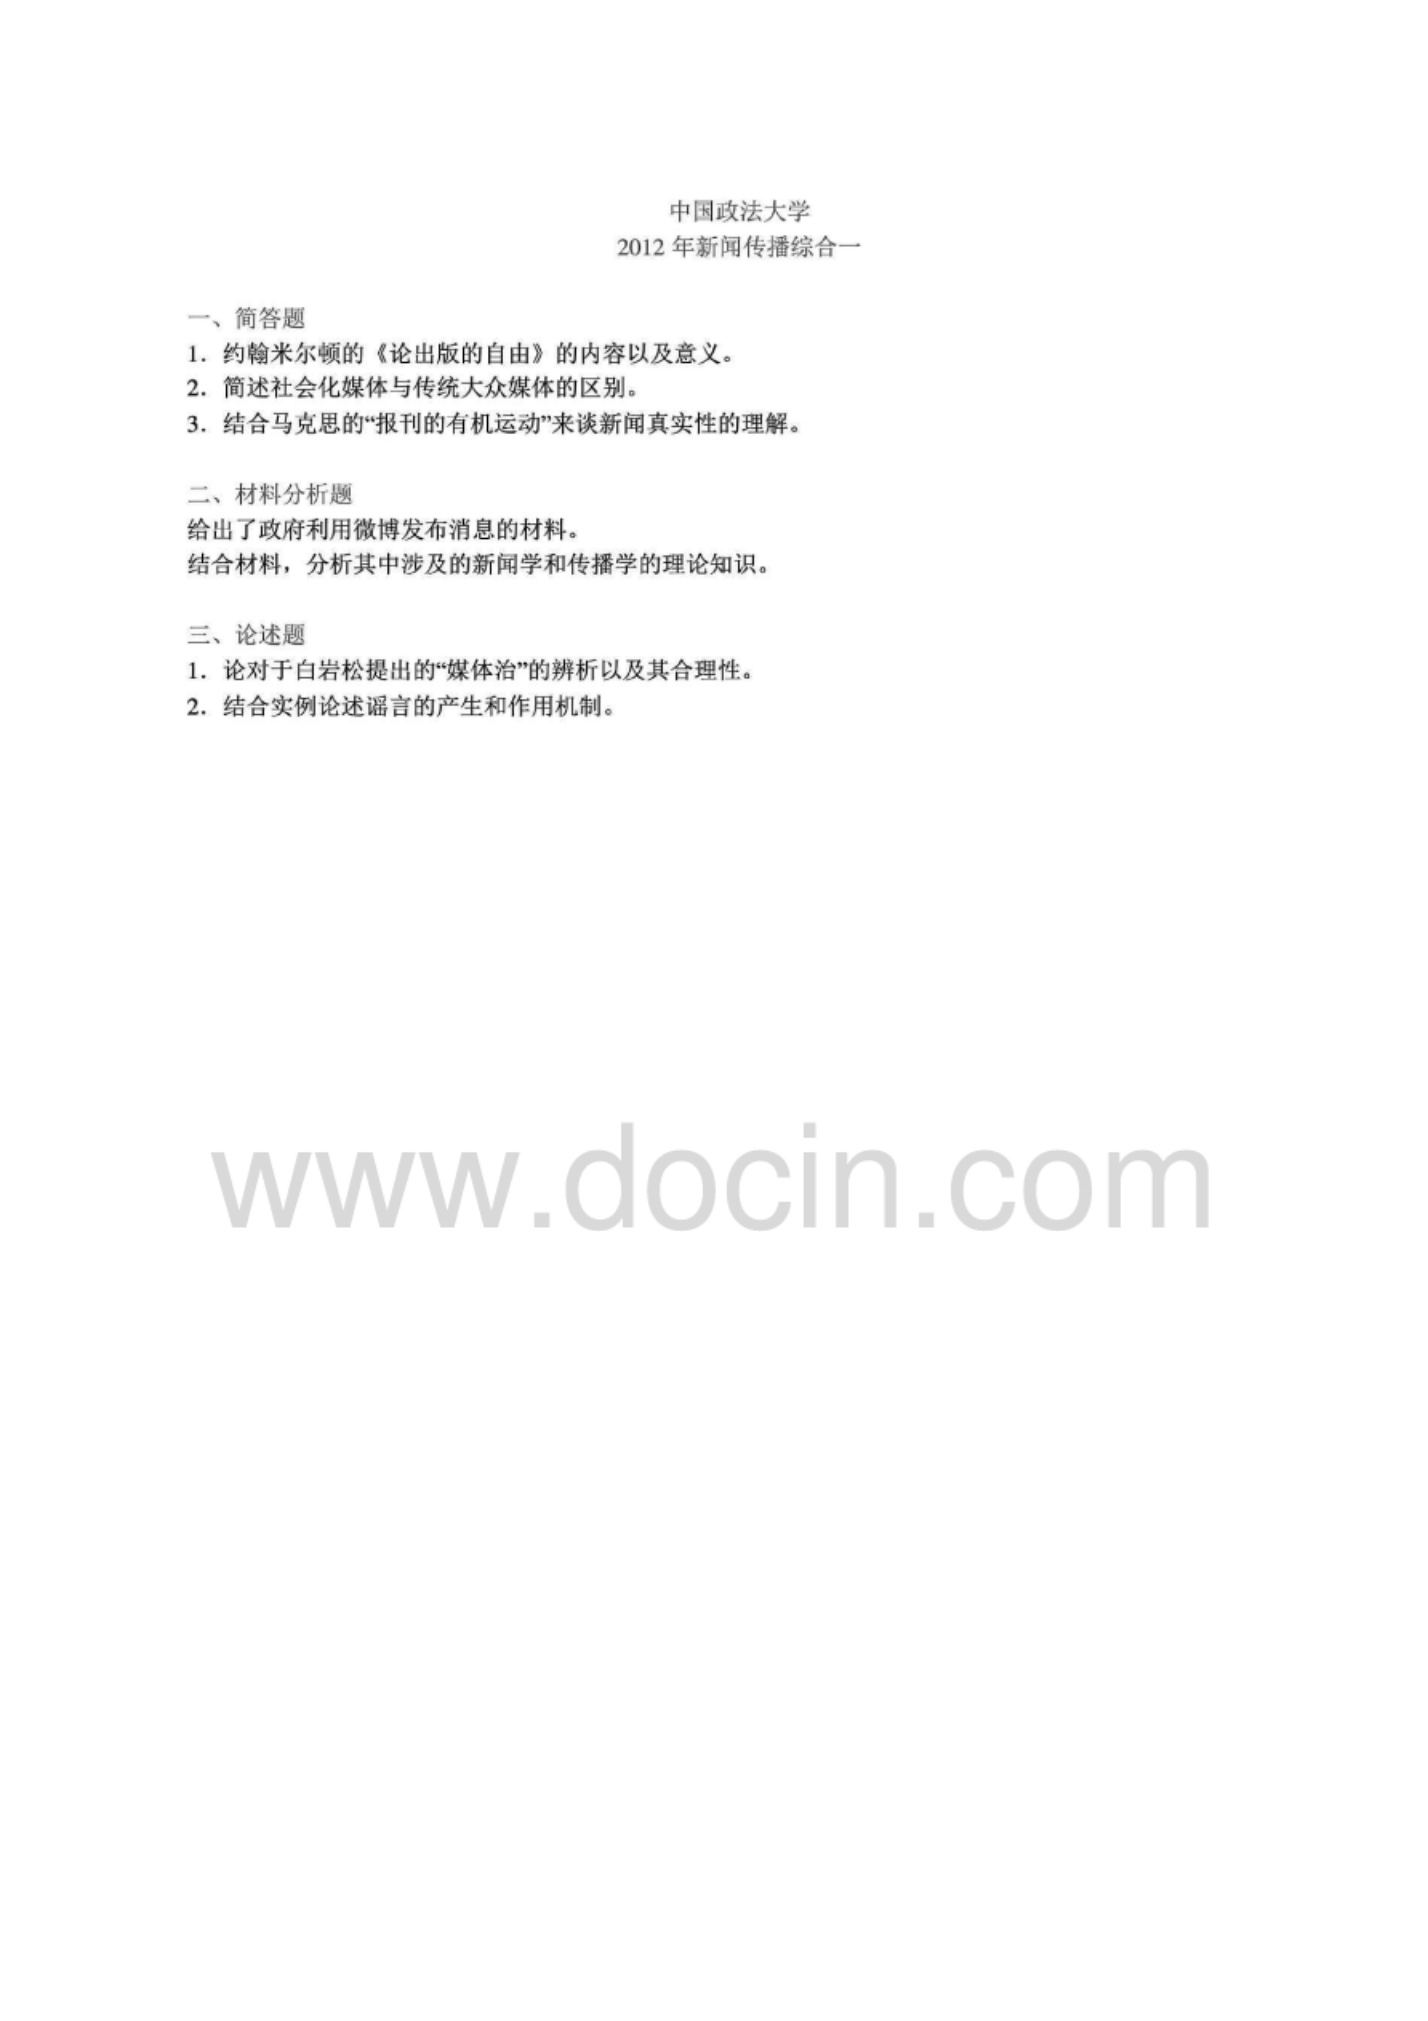 中国政法大学
2012 年新闻传播综合一
一、简答题
1．约翰米尔顿的《论出版的自由》的内容以及意义。
2．简述社会化媒体与传统大众媒体的区别。
3．结合马克思的“报刊的有机运动”来谈新闻真实性的理解。
二、材料分析题
给出了政府利用微博发布消息的材料。
结合材料，分析其中涉及的新闻学和传播学的理论知识。
三、论述题
1．论对于白岩松提出的“媒体治”的辨析以及其合理性。
2．结合实例论述谣言的产生和作用机制。
www.docin.com